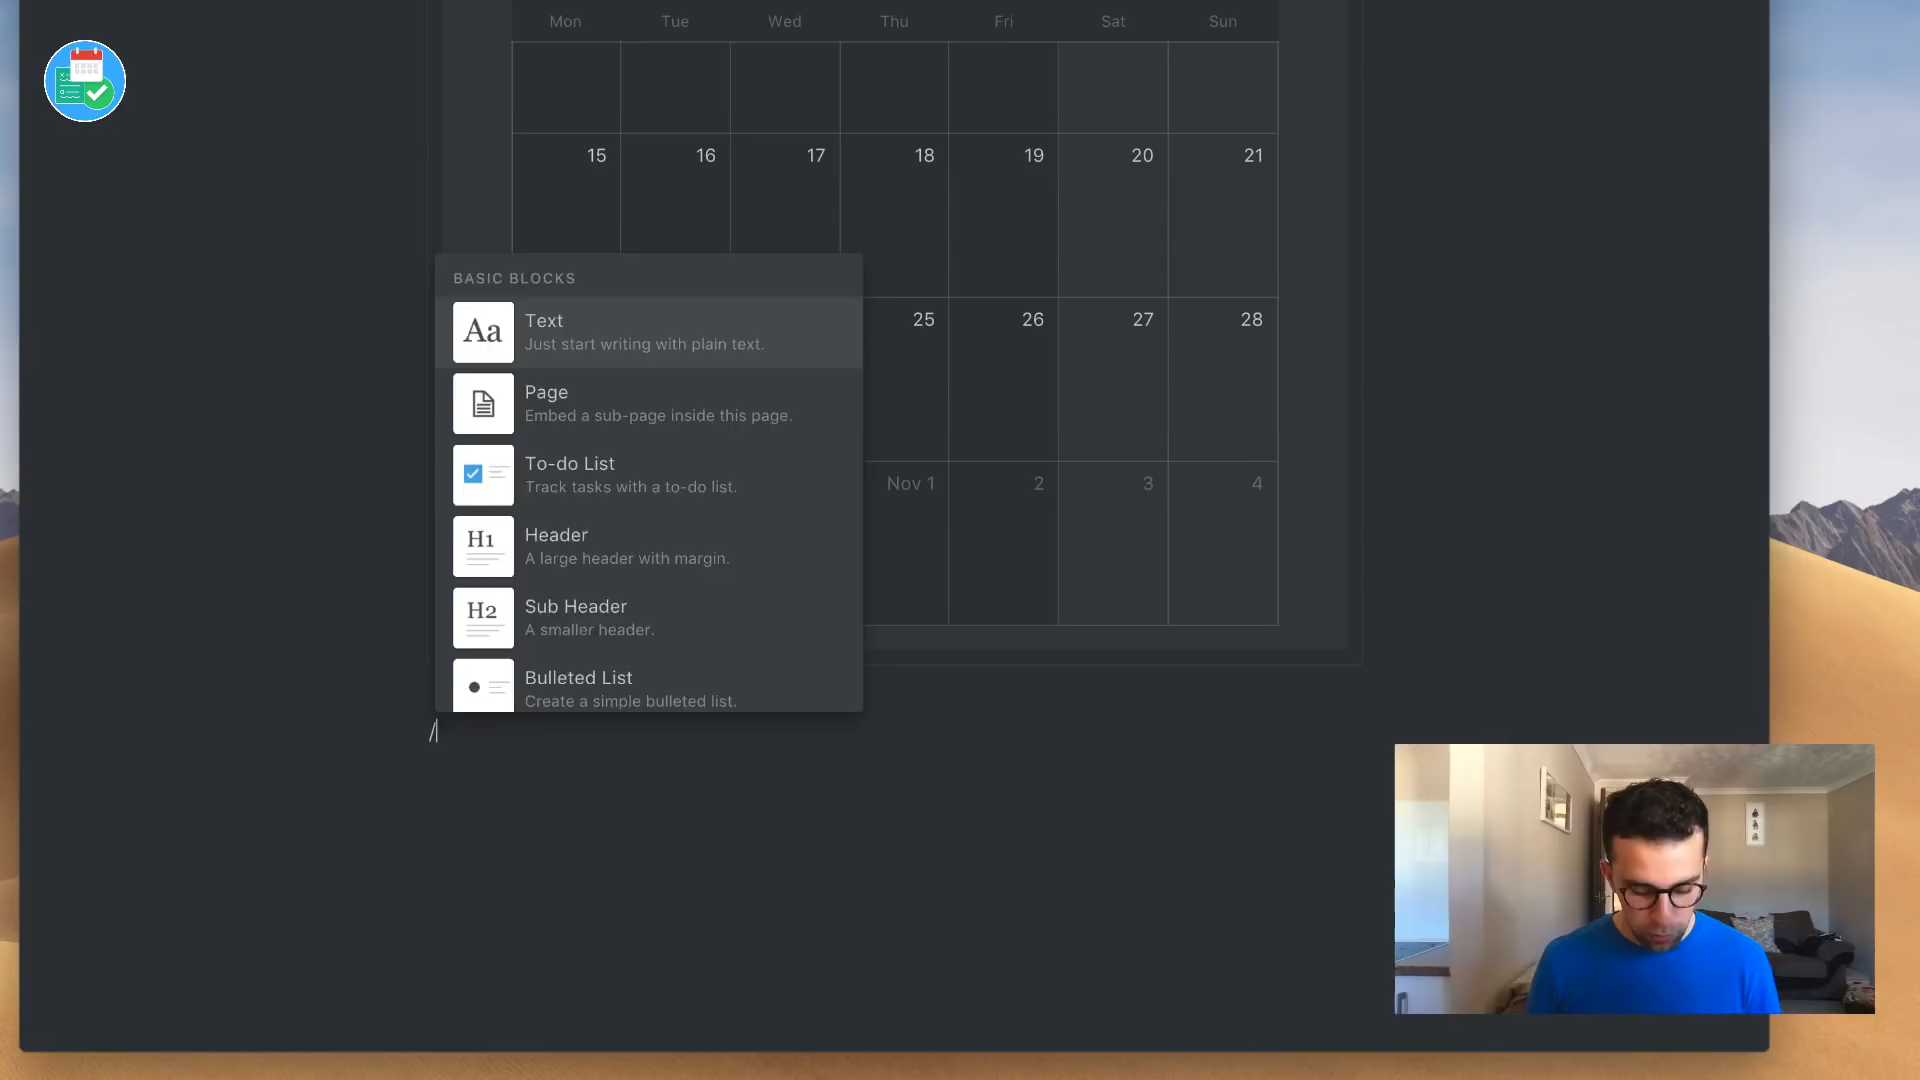 Mon Tue Wed Thu Fri Sat Sun
15 16 17 18 19 20 21
BASIC BLOCKS
Aa Text
Just start writing with plain text.
25 26 27 28
Page
Embed a sub-page inside this page.
To-do List
Track tasks with a to-do list.
Nov 1 2 3 4
H1 Header
A large header with margin.
H2 Sub Header
A smaller header.
Bulleted List
Create a simple bulleted list.
/